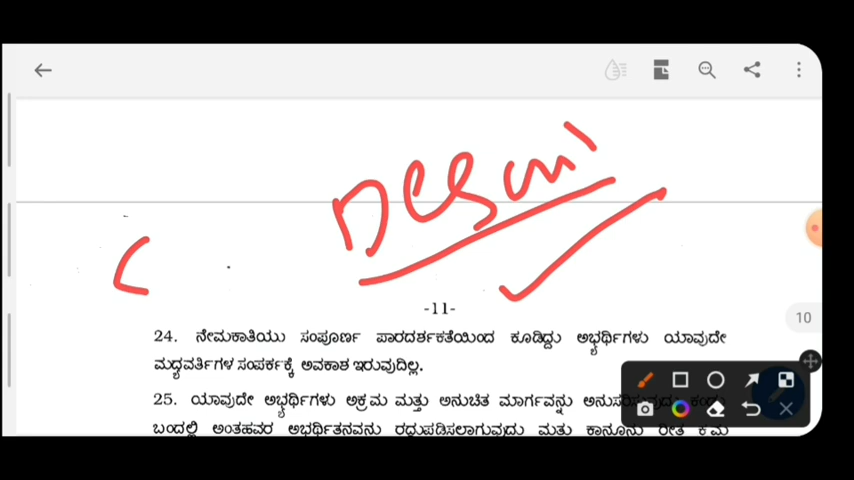 -11-
10
24. ನೇಮಕಾತಿಯು ಸಂಪೂರ್ಣ ಪಾರದರ್ಶಕತೆಯಿಂದ ಕೂಡಿದ್ದು ಅಭ್ಯರ್ಥಿಗಳು ಯಾವುದೇ
ಮಧ್ಯವರ್ತಿಗಳ ಸಂಪರ್ಕಕ್ಕೆ ಅವಕಾಶ ಇರುವುದಿಲ್ಲ.
25. ಯಾವುದೇ ಅಭ್ಯರ್ಥಿಗಳು ಅಕ್ರಮ ಮತ್ತು ಅನುಚಿತ ಮಾರ್ಗವನ್ನು
ಬಂದಲ್ಲಿ ಅಂತಹವರ ಅಭ್ಯರ್ಥಿತನವನು ರದ್ದುಪಡಿಸಲಾಗುವುದು ಮತು ಕಾನೂನು ರೀತ